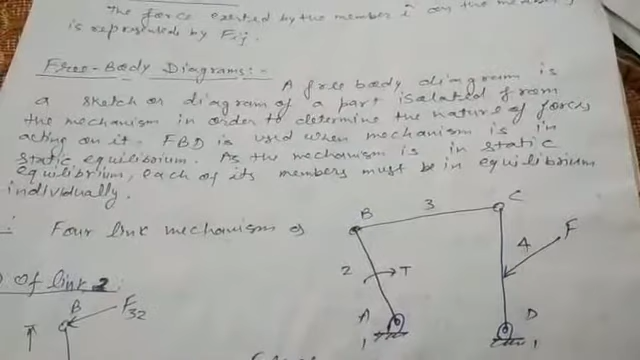 The force exerted by the member i on the member j
is represented by Fij.
Free-Body Diagrams:-
A free body diagram is
a sketch or diagram of a part isolated from
the mechanism in order to determine the nature of forces
acting on it. FBD is used when mechanism is in
static equilibrium. As the mechanism is in static
equilibrium, each of its members must be in equilibrium
individually.
Four link mechanism of
B 3 C
2 T 4 F
A D
1 1
of link 2:
B F32